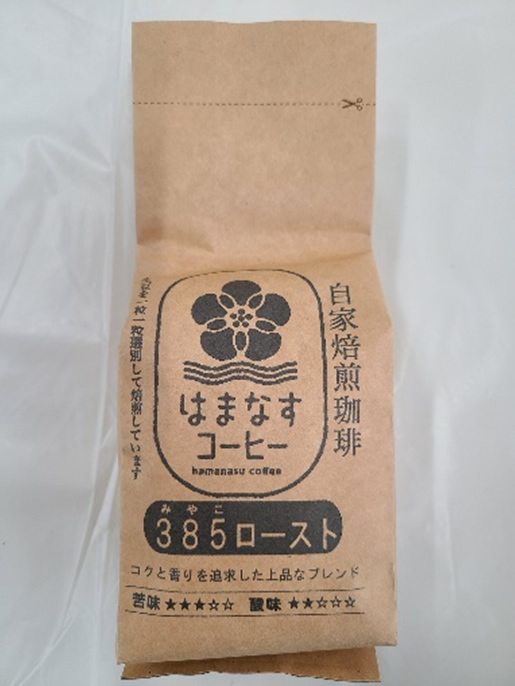 自家焙煎珈琲
一粒一粒選別して焙煎しています
はまなす
コーヒー
hamanasu coffee
みやこ
385ロースト
コクと香りを追求した上品なブレンド
苦味 ★★★☆☆ 酸味 ★★☆☆☆